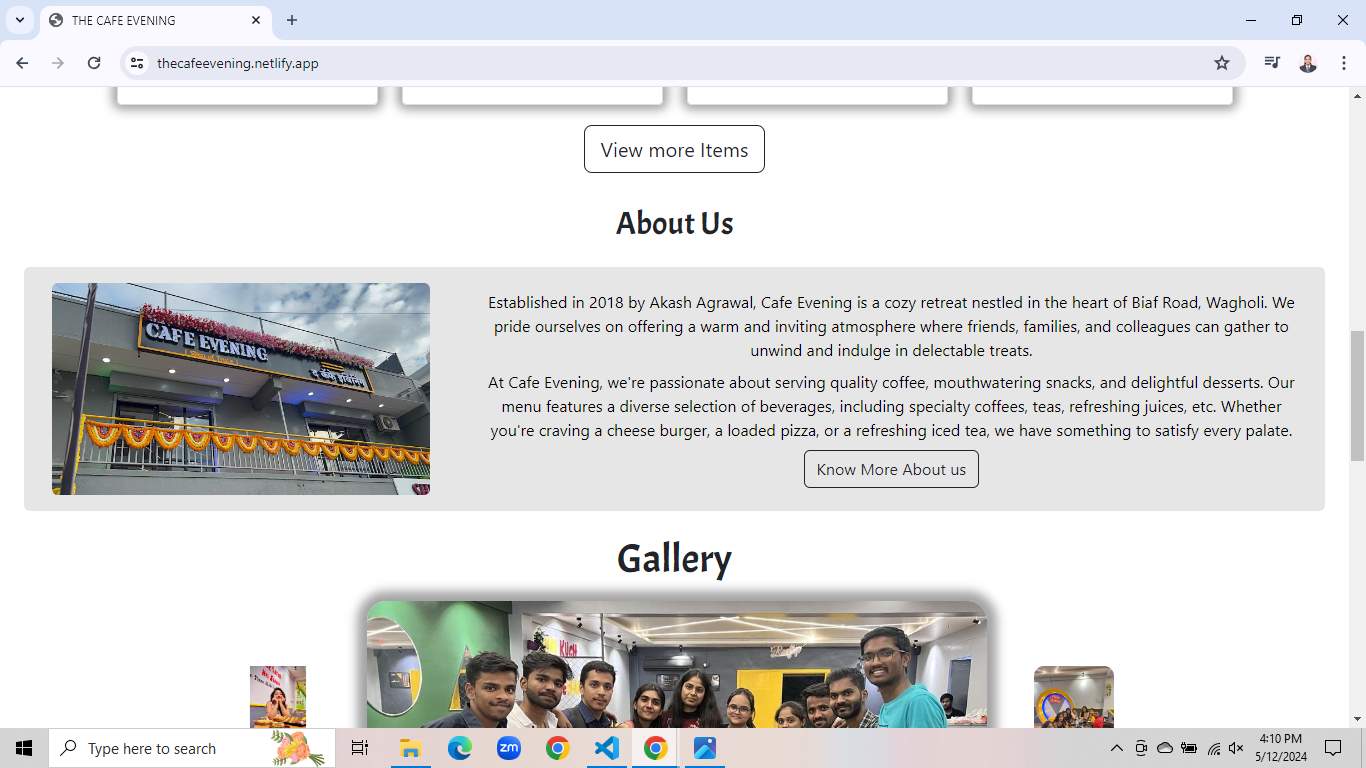 THE CAFE EVENING
thecafeevening.netlify.app
View more Items
About Us
CAFE EVENING
Established in 2018 by Akash Agrawal, Cafe Evening is a cozy retreat nestled in the heart of Biaf Road, Wagholi. We
pride ourselves on offering a warm and inviting atmosphere where friends, families, and colleagues can gather to
unwind and indulge in delectable treats.
At Cafe Evening, we're passionate about serving quality coffee, mouthwatering snacks, and delightful desserts. Our
menu features a diverse selection of beverages, including specialty coffees, teas, refreshing juices, etc. Whether
you're craving a cheese burger, a loaded pizza, or a refreshing iced tea, we have something to satisfy every palate.
Know More About us
Gallery
KUCH
Type here to search
zm
4:10 PM
5/12/2024